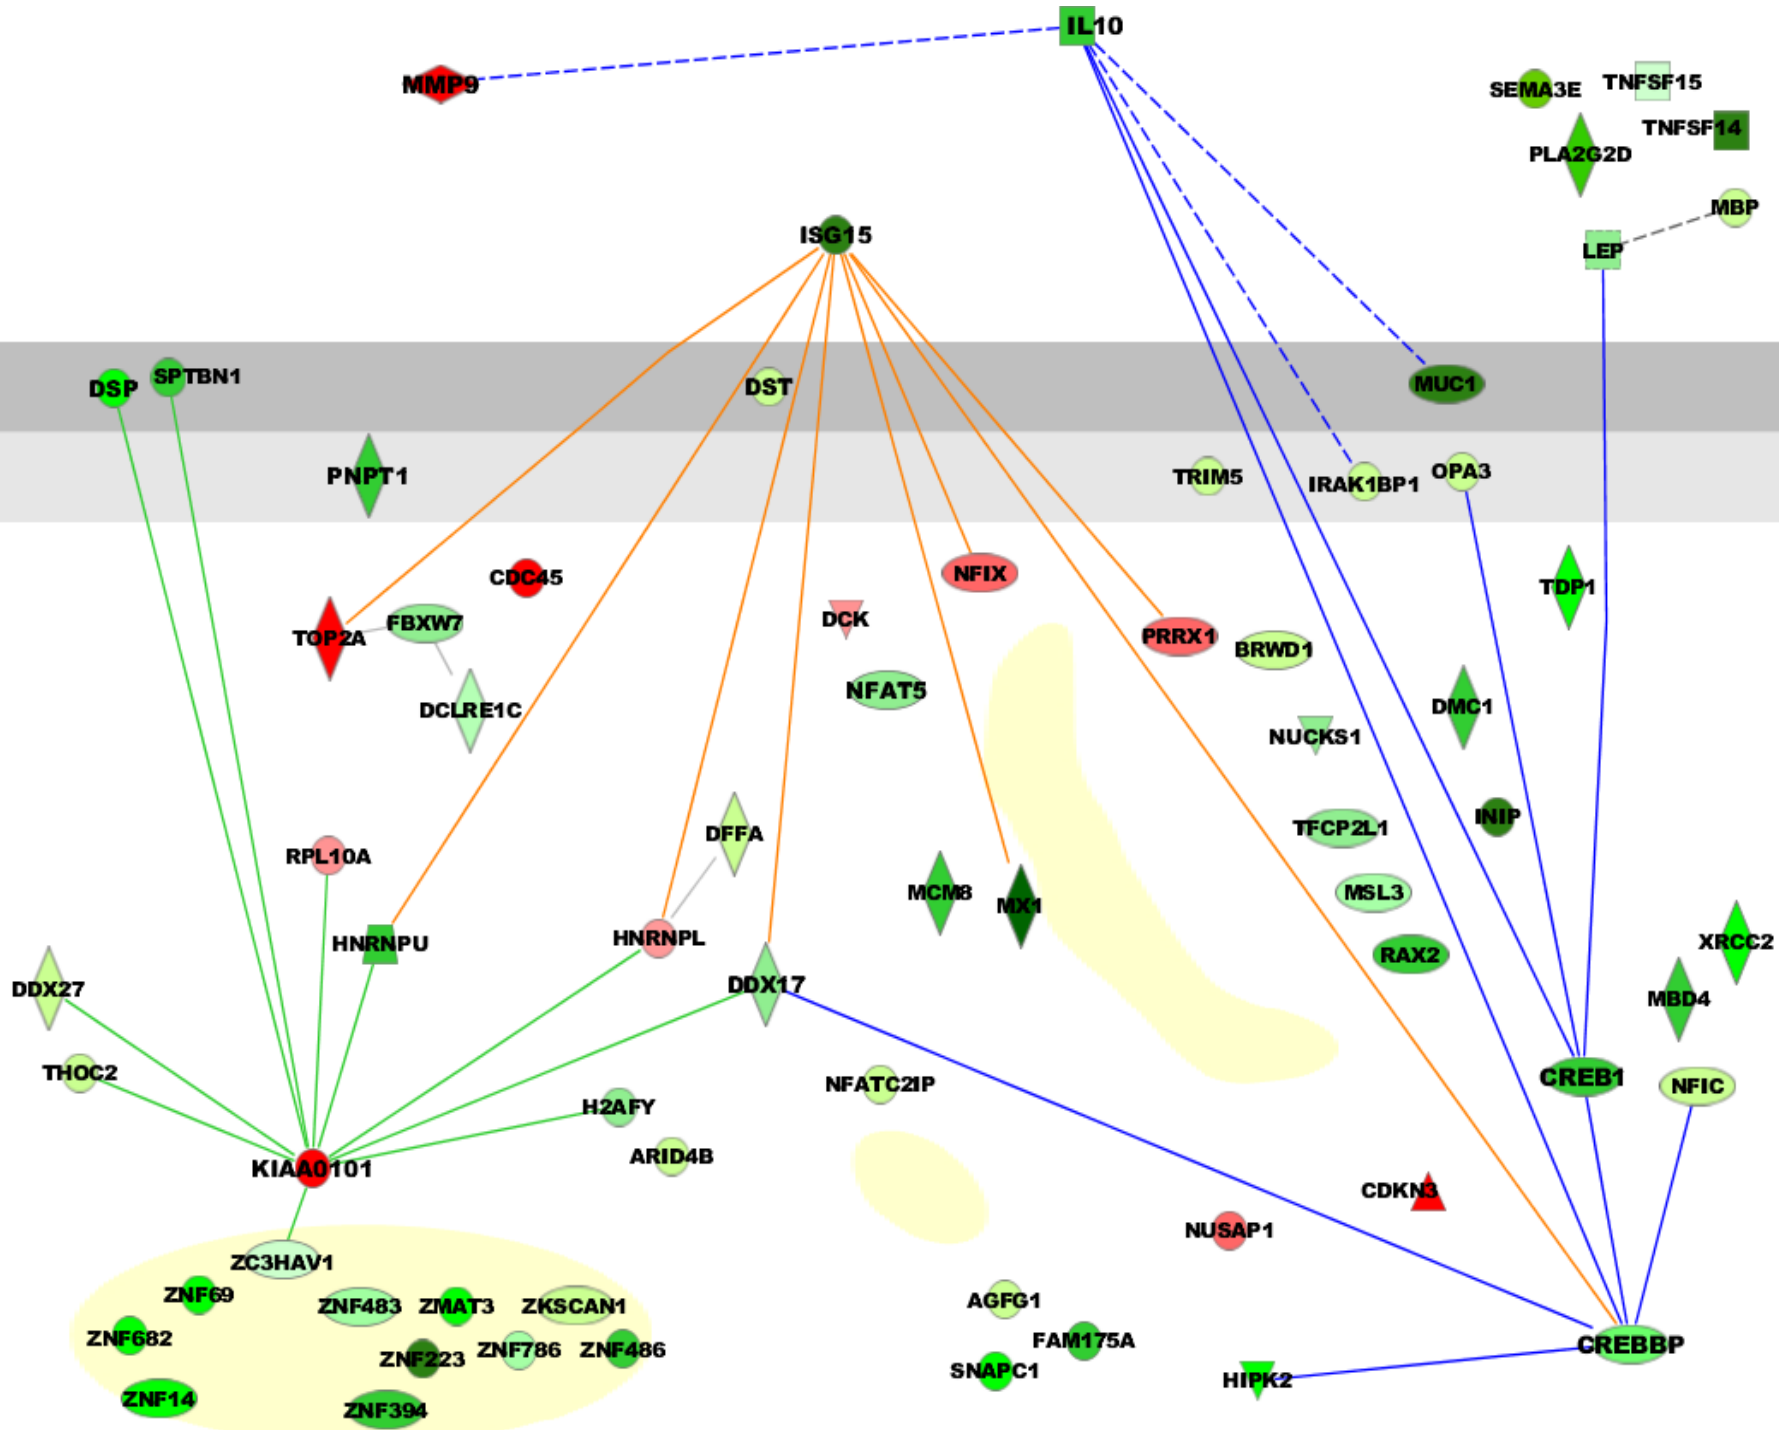 IL10
MMP9
SEMA3E
TNFSF15
TNFSF14
PLA2G2D
MBP
ISG15
LEP
DSP
SPTBN1
DST
MUC1
PNPT1
TRIM5
IRAK1BP1
OPA3
CDC45
NFIX
TDP1
TOP2A
FBXW7
DCK
PRRX1
BRWD1
DCLRE1C
NFAT5
DMC1
NUCKS1
RPL10A
DFFA
TFCP2L1
INIP
HNRNPU
HNRNPL
MCM8
MX1
MSL3
RAX2
XRCC2
DDX27
DDX17
MBD4
THOC2
NFATC2IP
CREB1
NFIC
H2AFY
KIAA0101
ARID4B
CDKN3
NUSAP1
ZC3HAV1
ZNF69
ZNF483
ZMAT3
ZKSCAN1
AGFG1
ZNF682
ZNF223
ZNF786
ZNF486
FAM175A
CREBBP
SNAPC1
HIPK2
ZNF14
ZNF394